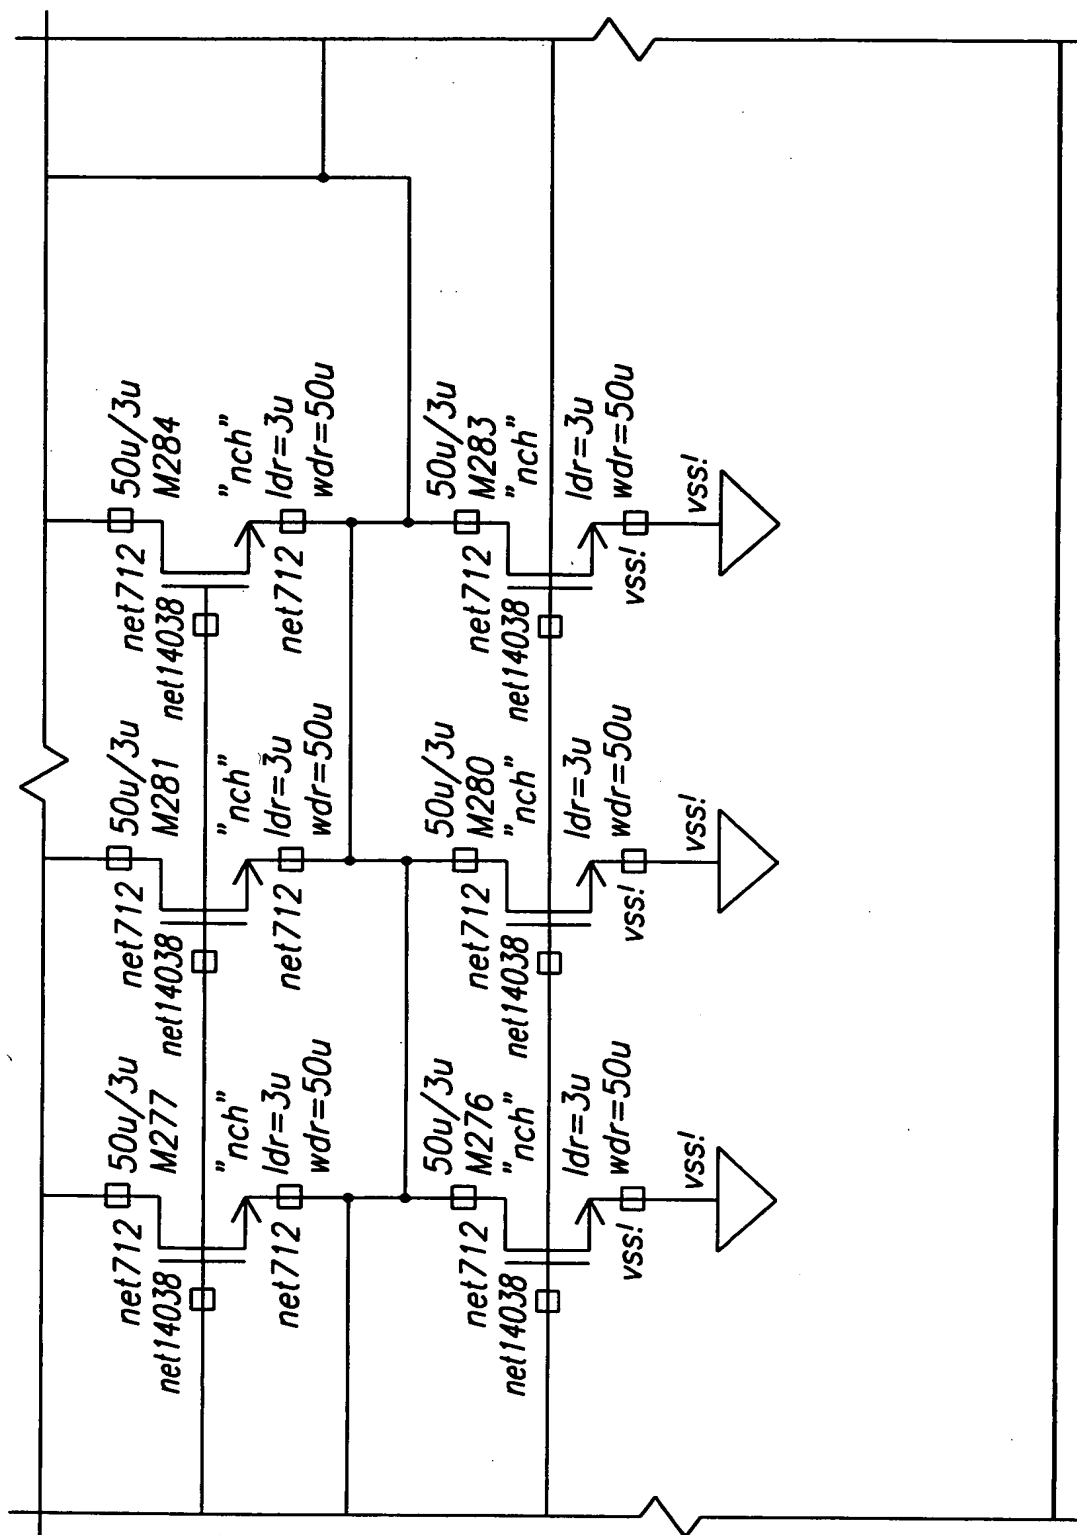 50u/3u
M277
"nch"
ldr=3u
wdr=50u
net712
net14038
net712
50u/3u
M276
"nch"
ldr=3u
wdr=50u
net712
net14038
vss!
vss!
50u/3u
M281
"nch"
ldr=3u
wdr=50u
net712
net14038
net712
50u/3u
M280
"nch"
ldr=3u
wdr=50u
net712
net14038
vss!
vss!
50u/3u
M284
"nch"
ldr=3u
wdr=50u
net712
net14038
net712
50u/3u
M283
"nch"
ldr=3u
wdr=50u
net712
net14038
vss!
vss!